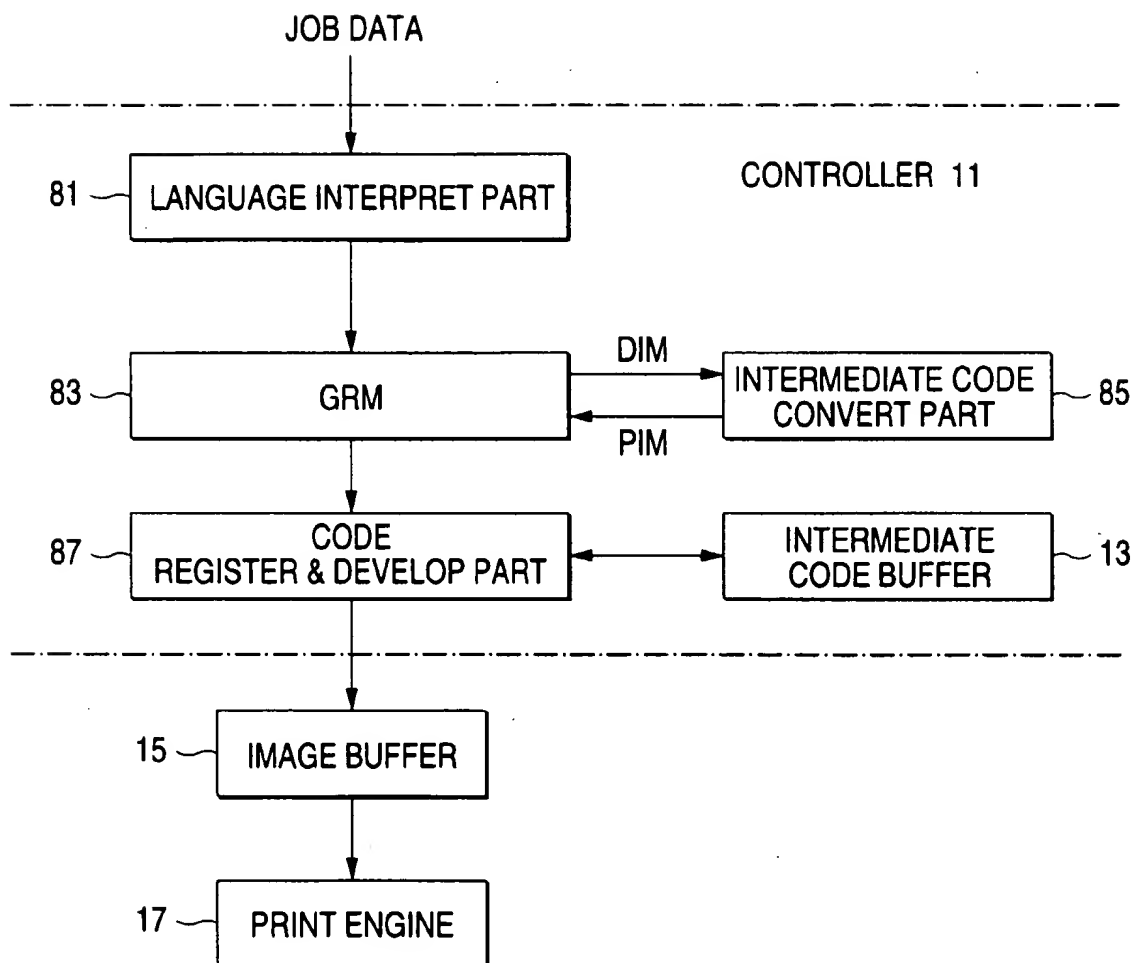 JOB DATA
CONTROLLER 11
81
LANGUAGE INTERPRET PART
83
GRM
DIM
PIM
INTERMEDIATE CODE
CONVERT PART
85
87
CODE
REGISTER & DEVELOP PART
INTERMEDIATE
CODE BUFFER
13
15
IMAGE BUFFER
17
PRINT ENGINE